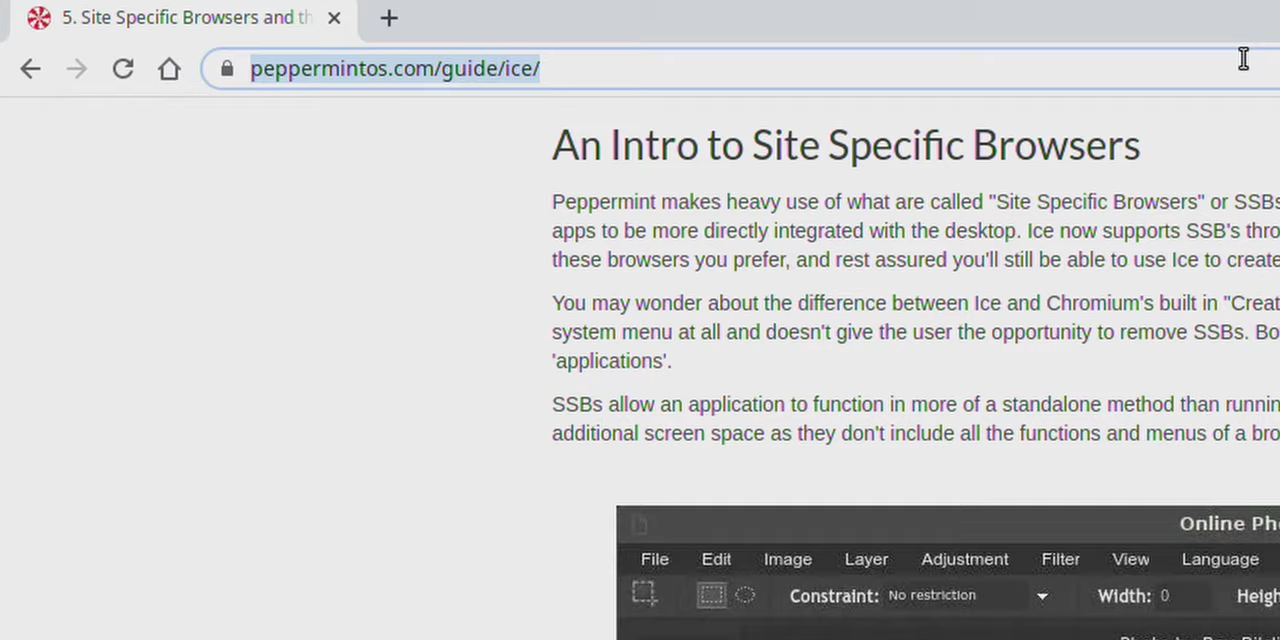 5. Site Specific Browsers and th
peppermintos.com/guide/ice/
An Intro to Site Specific Browsers
Peppermint makes heavy use of what are called "Site Specific Browsers" or SSBs
apps to be more directly integrated with the desktop. Ice now supports SSB's thro
these browsers you prefer, and rest assured you'll still be able to use Ice to create
You may wonder about the difference between Ice and Chromium's built in "Creat
system menu at all and doesn't give the user the opportunity to remove SSBs. Bo
'applications'.
SSBs allow an application to function in more of a standalone method than runnin
additional screen space as they don't include all the functions and menus of a bro
Online Pho
File Edit Image Layer Adjustment Filter View Language
Constraint: No restriction Width: 0 Heigh